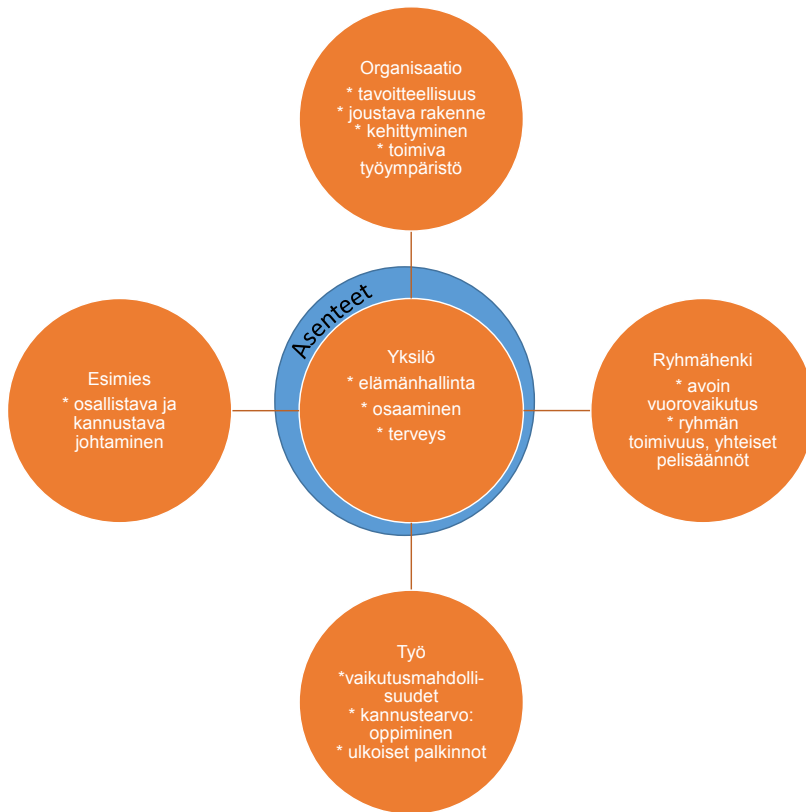 Organisaatio
* tavoitteellisuus
* joustava rakenne
* kehittyminen
* toimiva
työympäristö
Asenteet
Esimies
* osallistava ja
kannustava
johtaminen
Yksilö
* elämänhallinta
* osaaminen
* terveys
Ryhmähenki
* avoin
vuorovaikutus
* ryhmän
toimivuus, yhteiset
pelisäännöt
Työ
*vaikutusmahdolli-
suudet
* kannustearvo:
oppiminen
* ulkoiset palkinnot